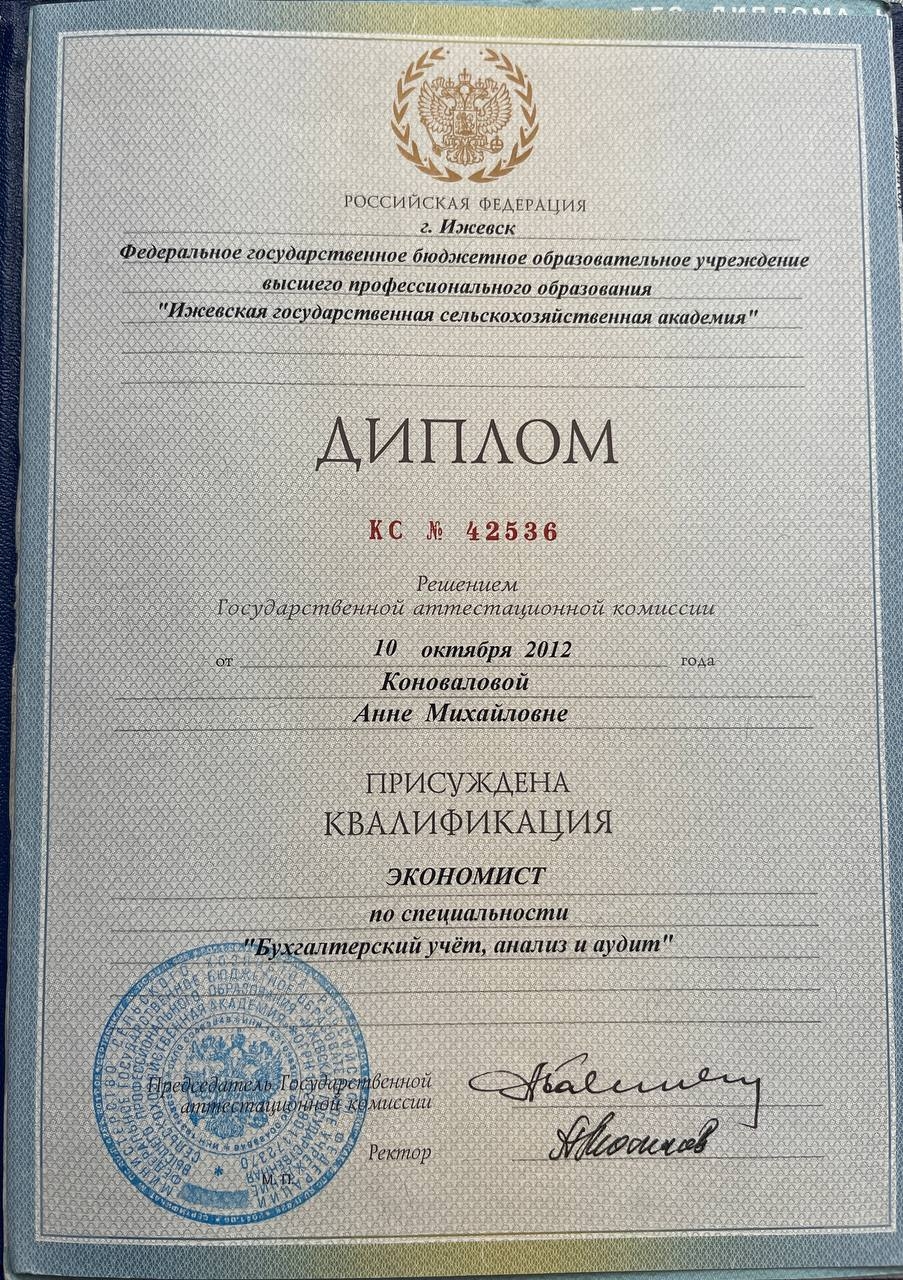 РОССИЙСКАЯ ФЕДЕРАЦИЯ
г. Ижевск
Федеральное государственное бюджетное образовательное учреждение
высшего профессионального образования
"Ижевская государственная сельскохозяйственная академия"
ДИПЛОМ
КС № 42536
Решением
Государственной аттестационной комиссии
от 10 октября 2012 года
Коноваловой
Анне Михайловне
ПРИСУЖДЕНА
КВАЛИФИКАЦИЯ
ЭКОНОМИСТ
по специальности
"Бухгалтерский учёт, анализ и аудит"
Председатель Государственной
аттестационной комиссии
Ректор
М. П.